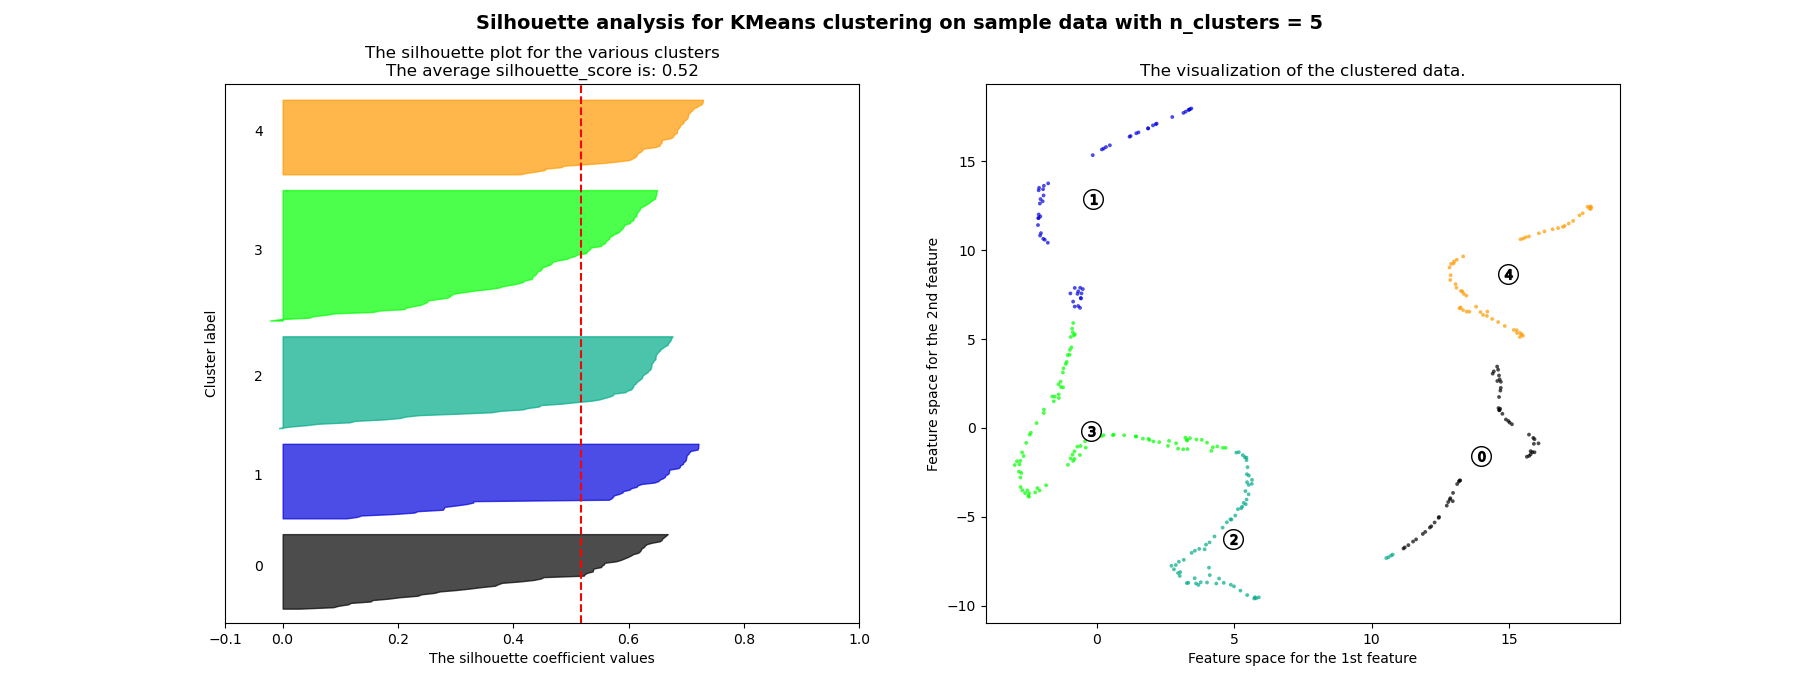 Silhouette analysis for KMeans clustering on sample data with n_clusters = 5
The silhouette plot for the various clusters
The average silhouette_score is: 0.52
4
3
2
1
0
Cluster label
−0.1 0.0 0.2 0.4 0.6 0.8 1.0
The silhouette coefficient values
The visualization of the clustered data.
15
10
5
0
−5
−10
Feature space for the 2nd feature
1
4
3
0
2
0 5 10 15
Feature space for the 1st feature